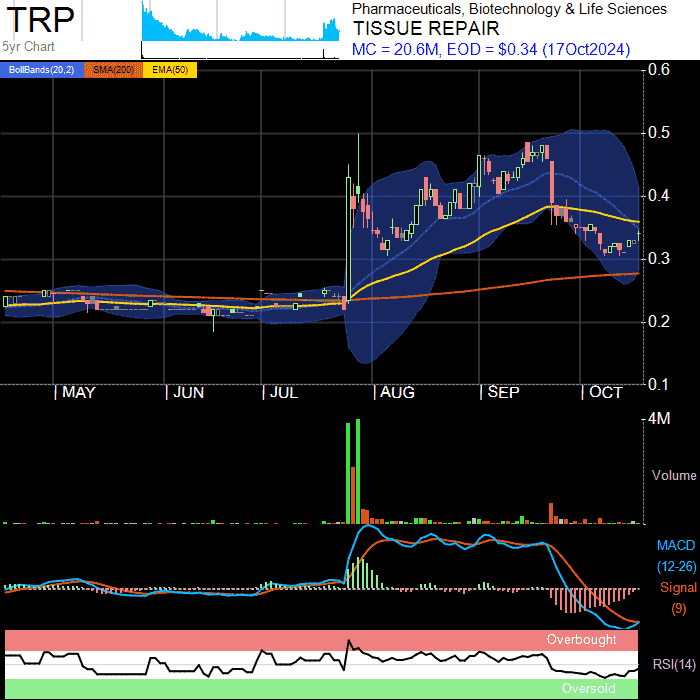 TRP
5yr Chart
Pharmaceuticals, Biotechnology & Life Sciences
TISSUE REPAIR
MC = 20.6M, EOD = $0.34 (17Oct2024)
BollBands(20,2) SMA(200) EMA(50)
0.6
0.5
0.4
0.3
0.2
0.1
MAY JUN JUL AUG SEP OCT
4M
Volume
MACD
(12-26)
Signal
(9)
Overbought
RSI(14)
Oversold